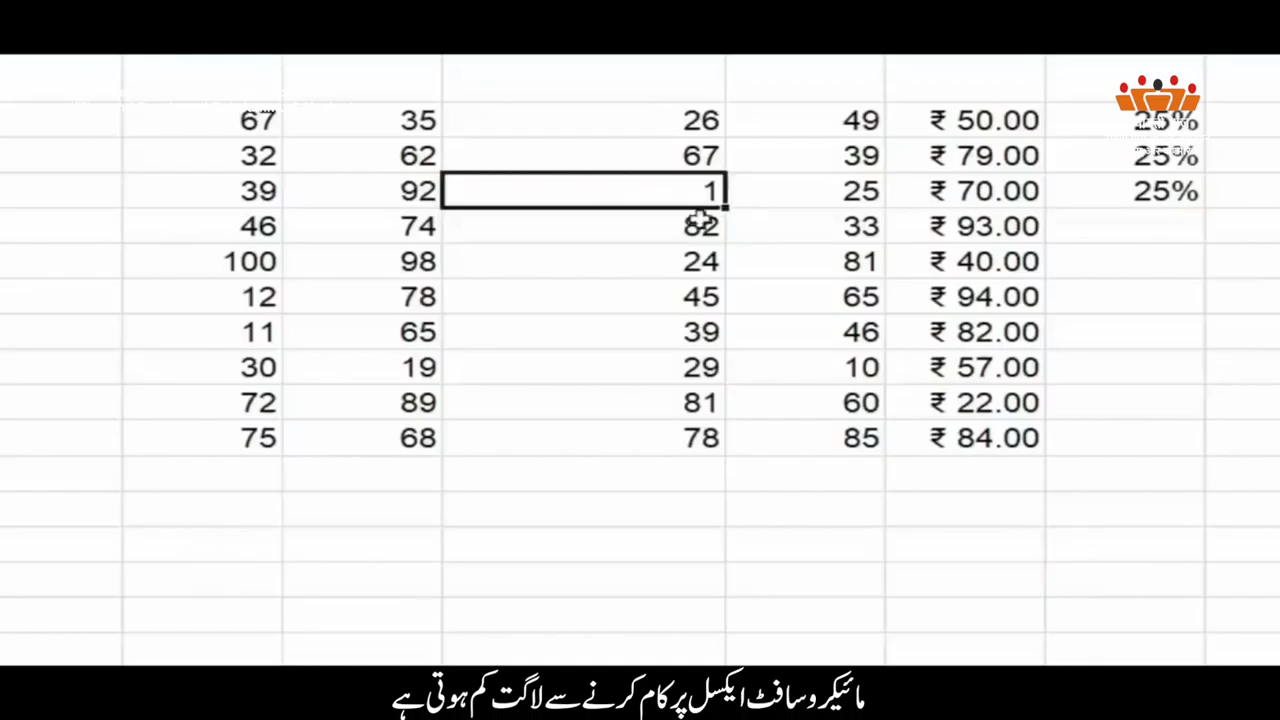 67 35 26 49 ₹ 50.00 25%
32 62 67 39 ₹ 79.00 25%
39 92 1 25 ₹ 70.00 25%
46 74 82 33 ₹ 93.00
100 98 24 81 ₹ 40.00
12 78 45 65 ₹ 94.00
11 65 39 46 ₹ 82.00
30 19 29 10 ₹ 57.00
72 89 81 60 ₹ 22.00
75 68 78 85 ₹ 84.00
مائیکروسافٹ ایکسل پر کام کرنے سے لاگت کم ہوتی ہے